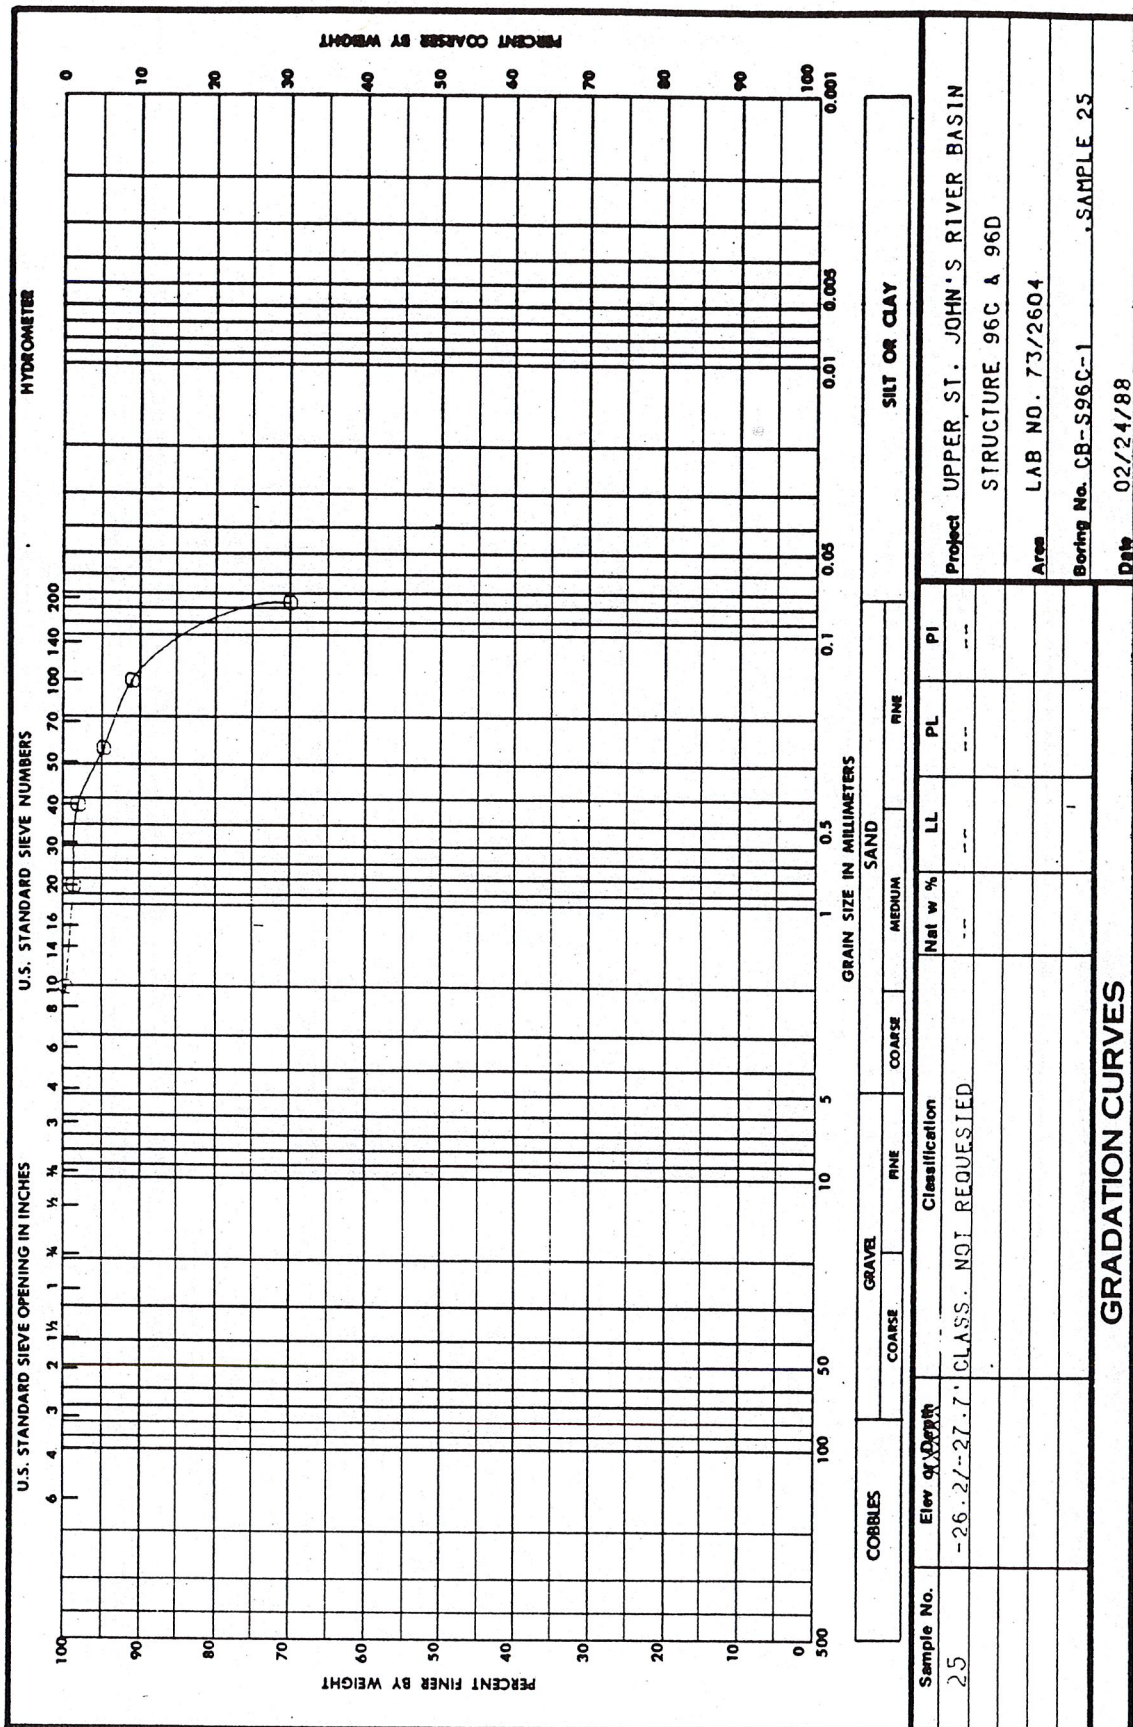 U.S. STANDARD SIEVE OPENING IN INCHES
U.S. STANDARD SIEVE NUMBERS
HYDROMETER
6 4 3 2 1½ 1 ¾ ½ ⅜ 3 4 6 8 10 14 16 20 30 40 50 70 100 140 200
PERCENT FINER BY WEIGHT
100
90
80
70
60
50
40
30
20
10
0
PERCENT COARSER BY WEIGHT
0
10
20
30
40
50
60
70
80
90
100
500 100 50 10 5 1 0.5 0.1 0.05 0.01 0.005 0.001
GRAIN SIZE IN MILLIMETERS
COBBLES
GRAVEL
COARSE FINE
SAND
COARSE MEDIUM FINE
SILT OR CLAY
Sample No. Elev or Depth Classification Nat w % LL PL PI
25 -26.2/-27.7' CLASS. NOT REQUESTED -- -- -- --
Project UPPER ST. JOHN'S RIVER BASIN
STRUCTURE 96C & 96D
Area LAB NO. 73/2604
Boring No. CB-S96C-1 , SAMPLE 25
Date 02/24/88
GRADATION CURVES